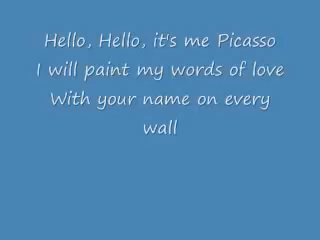 Hello, Hello, it's me Picasso
I will paint my words of love
With your name on every
wall